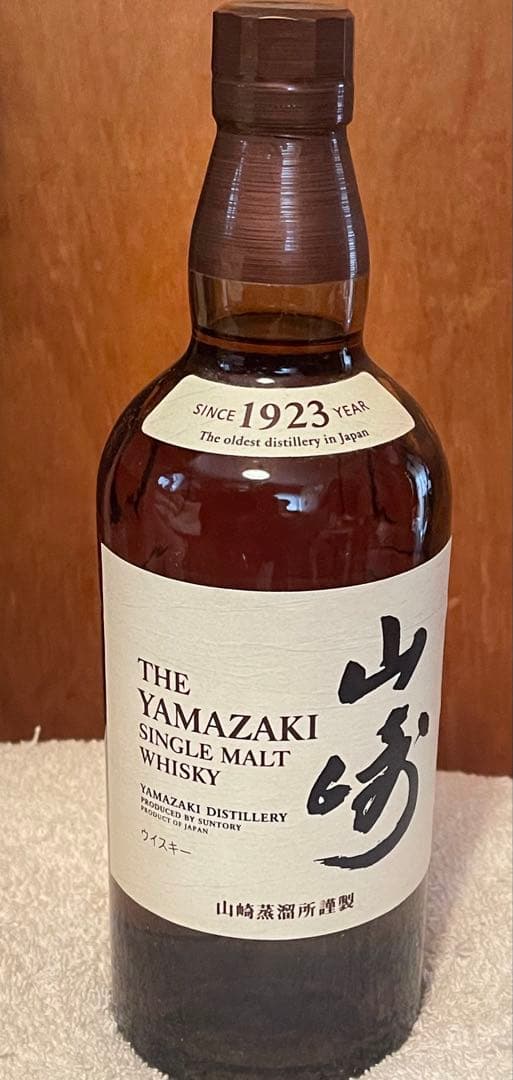 SINCE 1923 YEAR
The oldest distillery in Japan
THE
YAMAZAKI
SINGLE MALT
WHISKY
YAMAZAKI DISTILLERY
PRODUCED BY SUNTORY
PRODUCT OF JAPAN
ウイスキー
山崎
山崎蒸溜所謹製